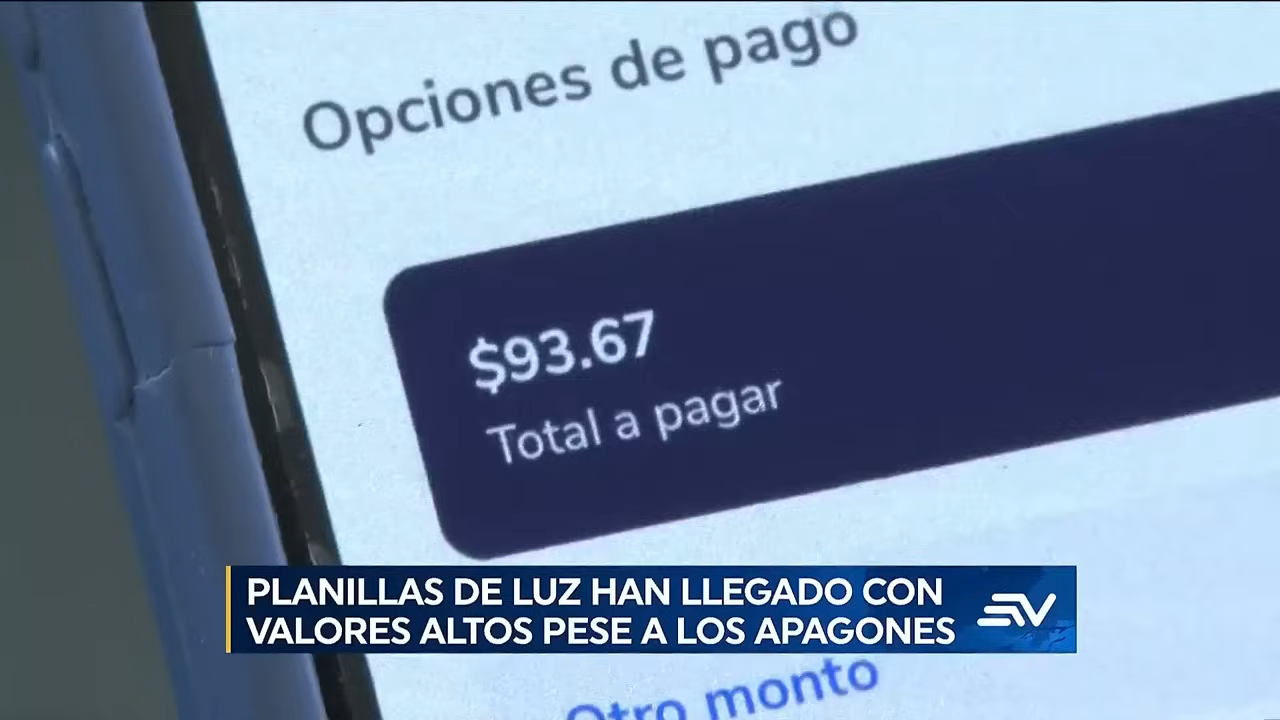 Opciones de pago
$93.67
Total a pagar
PLANILLAS DE LUZ HAN LLEGADO CON
VALORES ALTOS PESE A LOS APAGONES
Otro monto